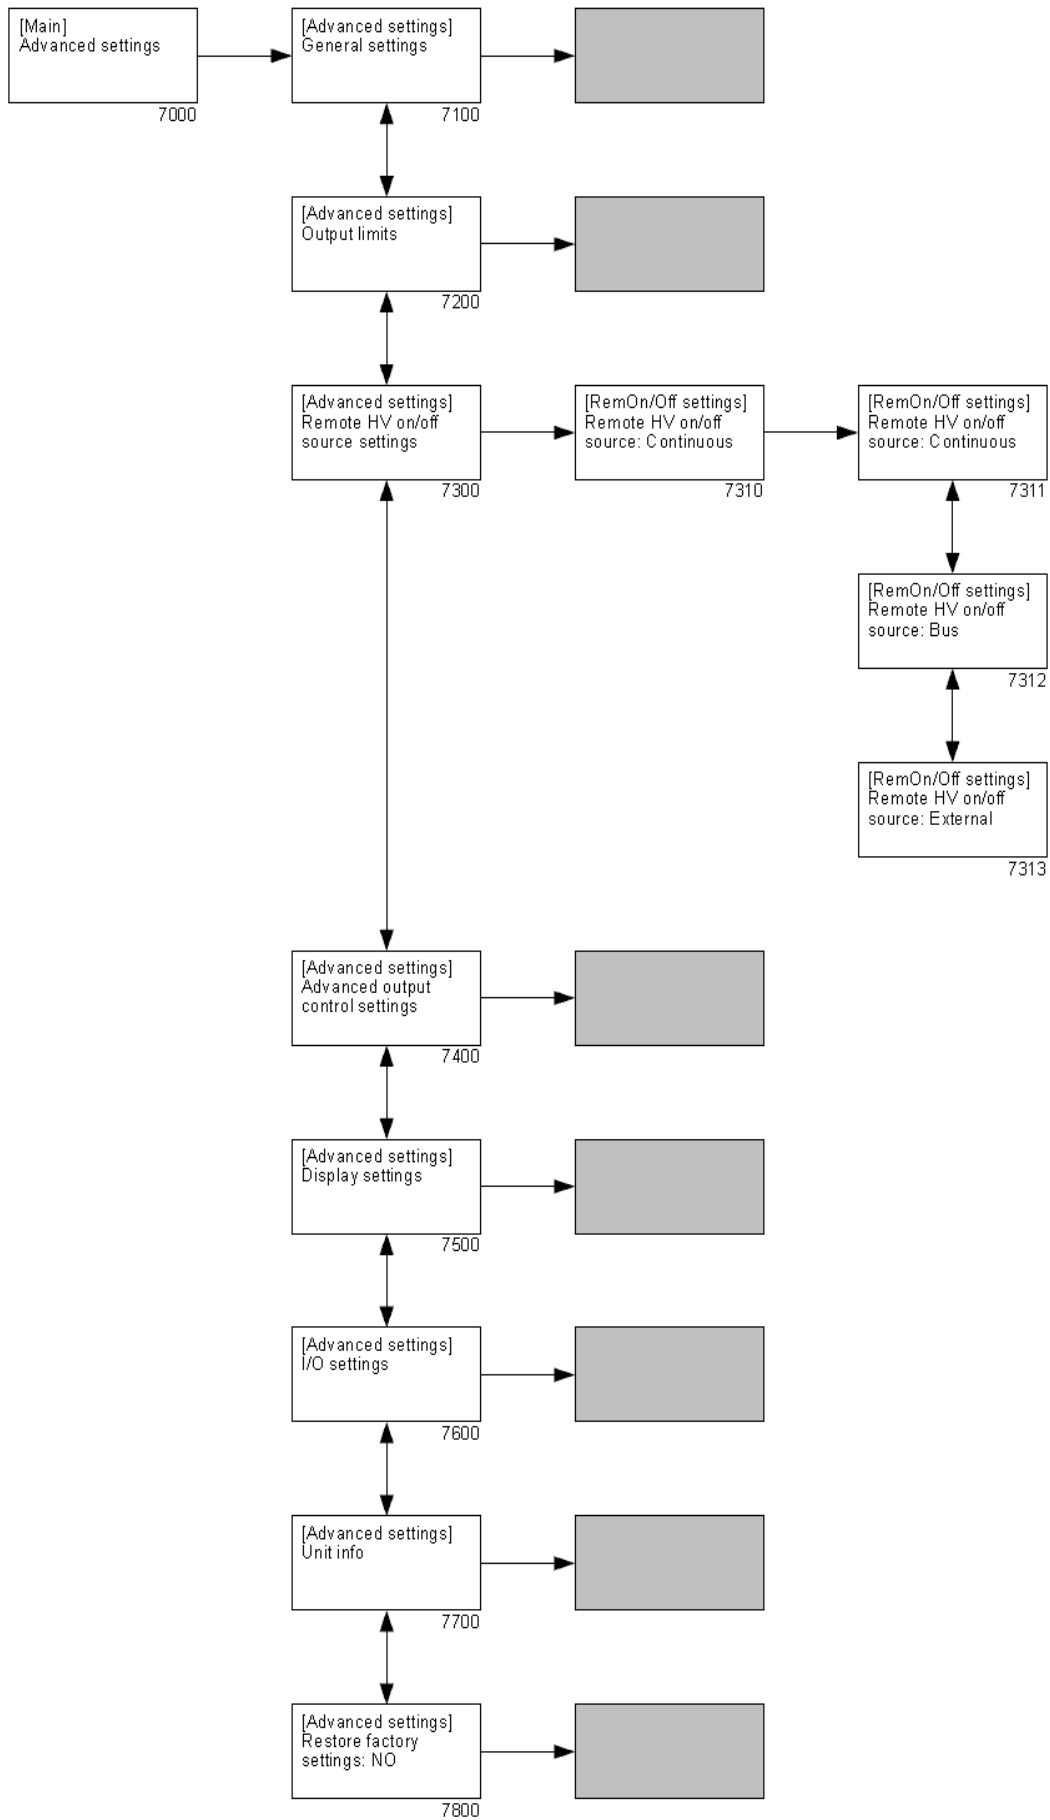 [Main]
Advanced settings
7000
[Advanced settings]
General settings
7100
[Advanced settings]
Output limits
7200
[Advanced settings]
Remote HV on/off
source settings
7300
[RemOn/Off settings]
Remote HV on/off
source: Continuous
7310
[RemOn/Off settings]
Remote HV on/off
source: Continuous
7311
[RemOn/Off settings]
Remote HV on/off
source: Bus
7312
[RemOn/Off settings]
Remote HV on/off
source: External
7313
[Advanced settings]
Advanced output
control settings
7400
[Advanced settings]
Display settings
7500
[Advanced settings]
I/O settings
7600
[Advanced settings]
Unit info
7700
[Advanced settings]
Restore factory
settings: NO
7800